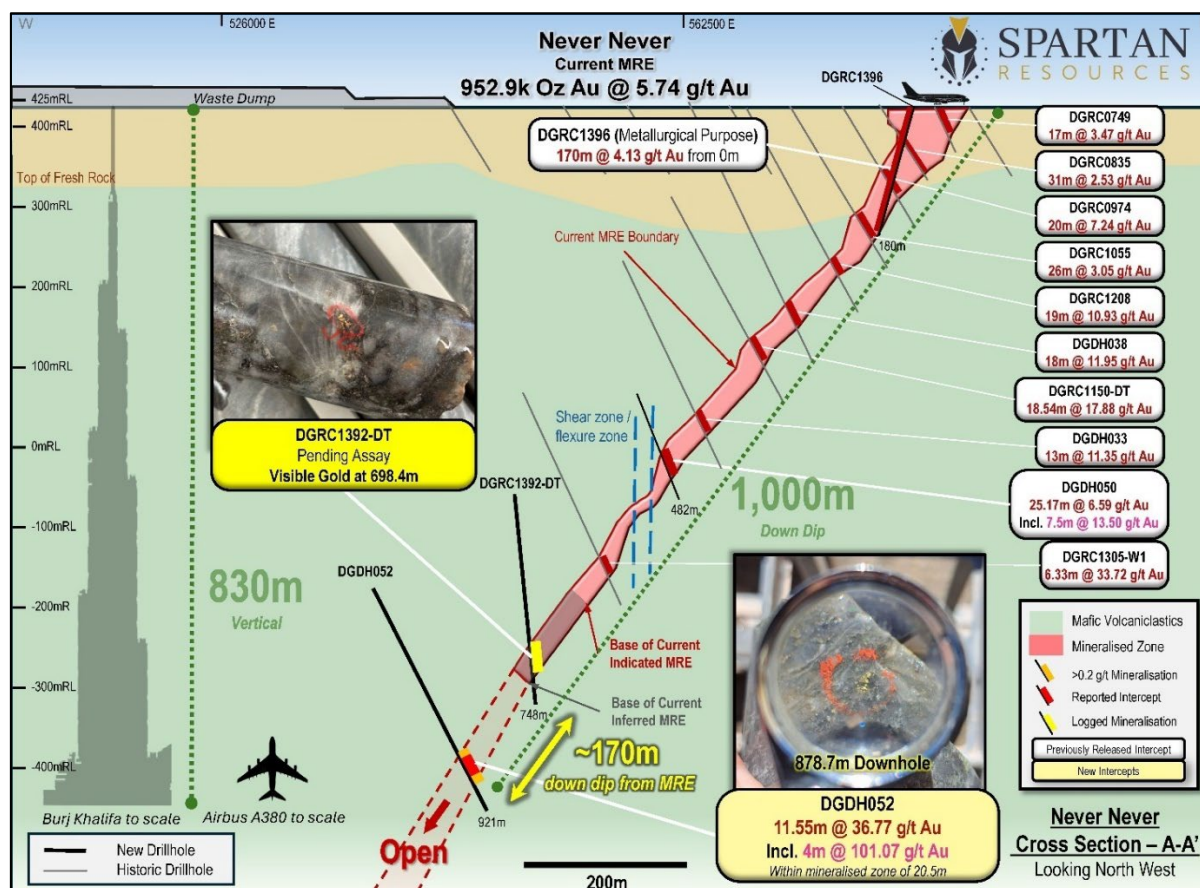 W
526000 E
562500 E
Never Never
Current MRE
952.9k Oz Au @ 5.74 g/t Au
SPARTAN
RESOURCES
DGRC1396
425mRL
Waste Dump
400mRL
DGRC1396 (Metallurgical Purpose)
170m @ 4.13 g/t Au from 0m
DGRC0749
17m @ 3.47 g/t Au
DGRC0835
31m @ 2.53 g/t Au
Top of Fresh Rock
300mRL
DGRC0974
20m @ 7.24 g/t Au
Current MRE Boundary
180m
DGRC1055
26m @ 3.05 g/t Au
200mRL
DGRC1208
19m @ 10.93 g/t Au
DGDH038
18m @ 11.95 g/t Au
100mRL
DGRC1150-DT
18.54m @ 17.88 g/t Au
Shear zone /
flexure zone
DGRC1392-DT
Pending Assay
Visible Gold at 698.4m
0mRL
DGDH033
13m @ 11.35 g/t Au
DGRC1392-DT
482m
1,000m
Down Dip
DGDH050
25.17m @ 6.59 g/t Au
Incl. 7.5m @ 13.50 g/t Au
-100mRL
DGRC1305-W1
6.33m @ 33.72 g/t Au
DGDH052
830m
Vertical
-200mR
Base of Current
Indicated MRE
Base of Current
Inferred MRE
-300mRL
748m
~170m
down dip from MRE
-400mRL
878.7m Downhole
Burj Khalifa to scale
Airbus A380 to scale
921m
Open
DGDH052
11.55m @ 36.77 g/t Au
Incl. 4m @ 101.07 g/t Au
Within mineralised zone of 20.5m
Mafic Volcaniclastics
Mineralised Zone
>0.2 g/t Mineralisation
Reported Intercept
Logged Mineralisation
Previously Released Intercept
New Intercepts
New Drillhole
Historic Drillhole
200m
Never Never
Cross Section – A-A'
Looking North West